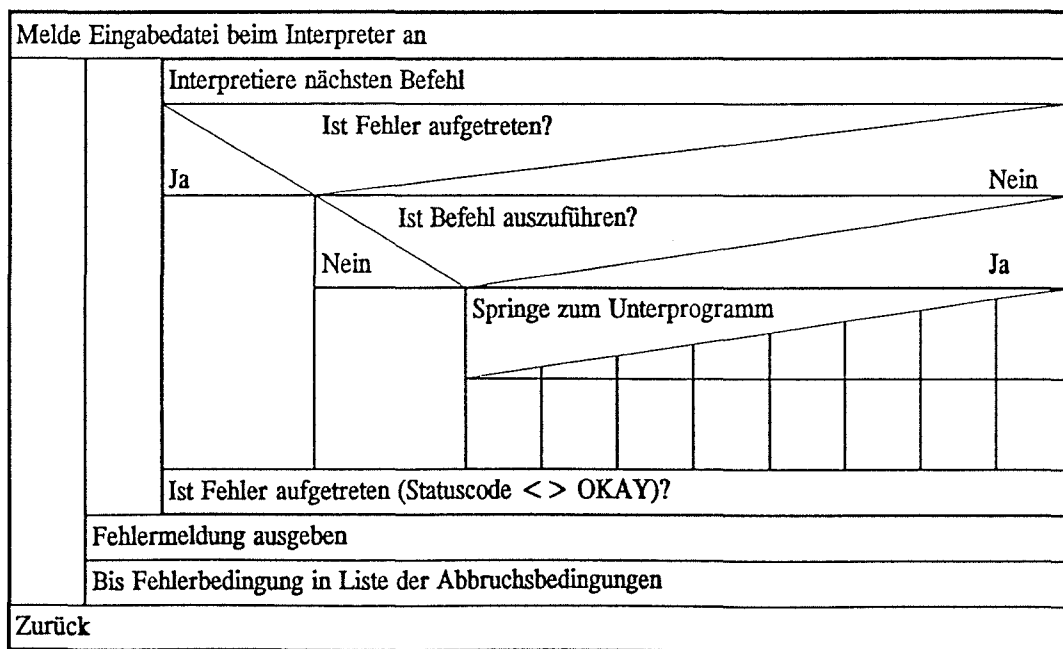 Melde Eingabedatei beim Interpreter an
Interpretiere nächsten Befehl
Ist Fehler aufgetreten?
Ja
Nein
Ist Befehl auszuführen?
Nein
Ja
Springe zum Unterprogramm
Ist Fehler aufgetreten (Statuscode < > OKAY)?
Fehlermeldung ausgeben
Bis Fehlerbedingung in Liste der Abbruchsbedingungen
Zurück